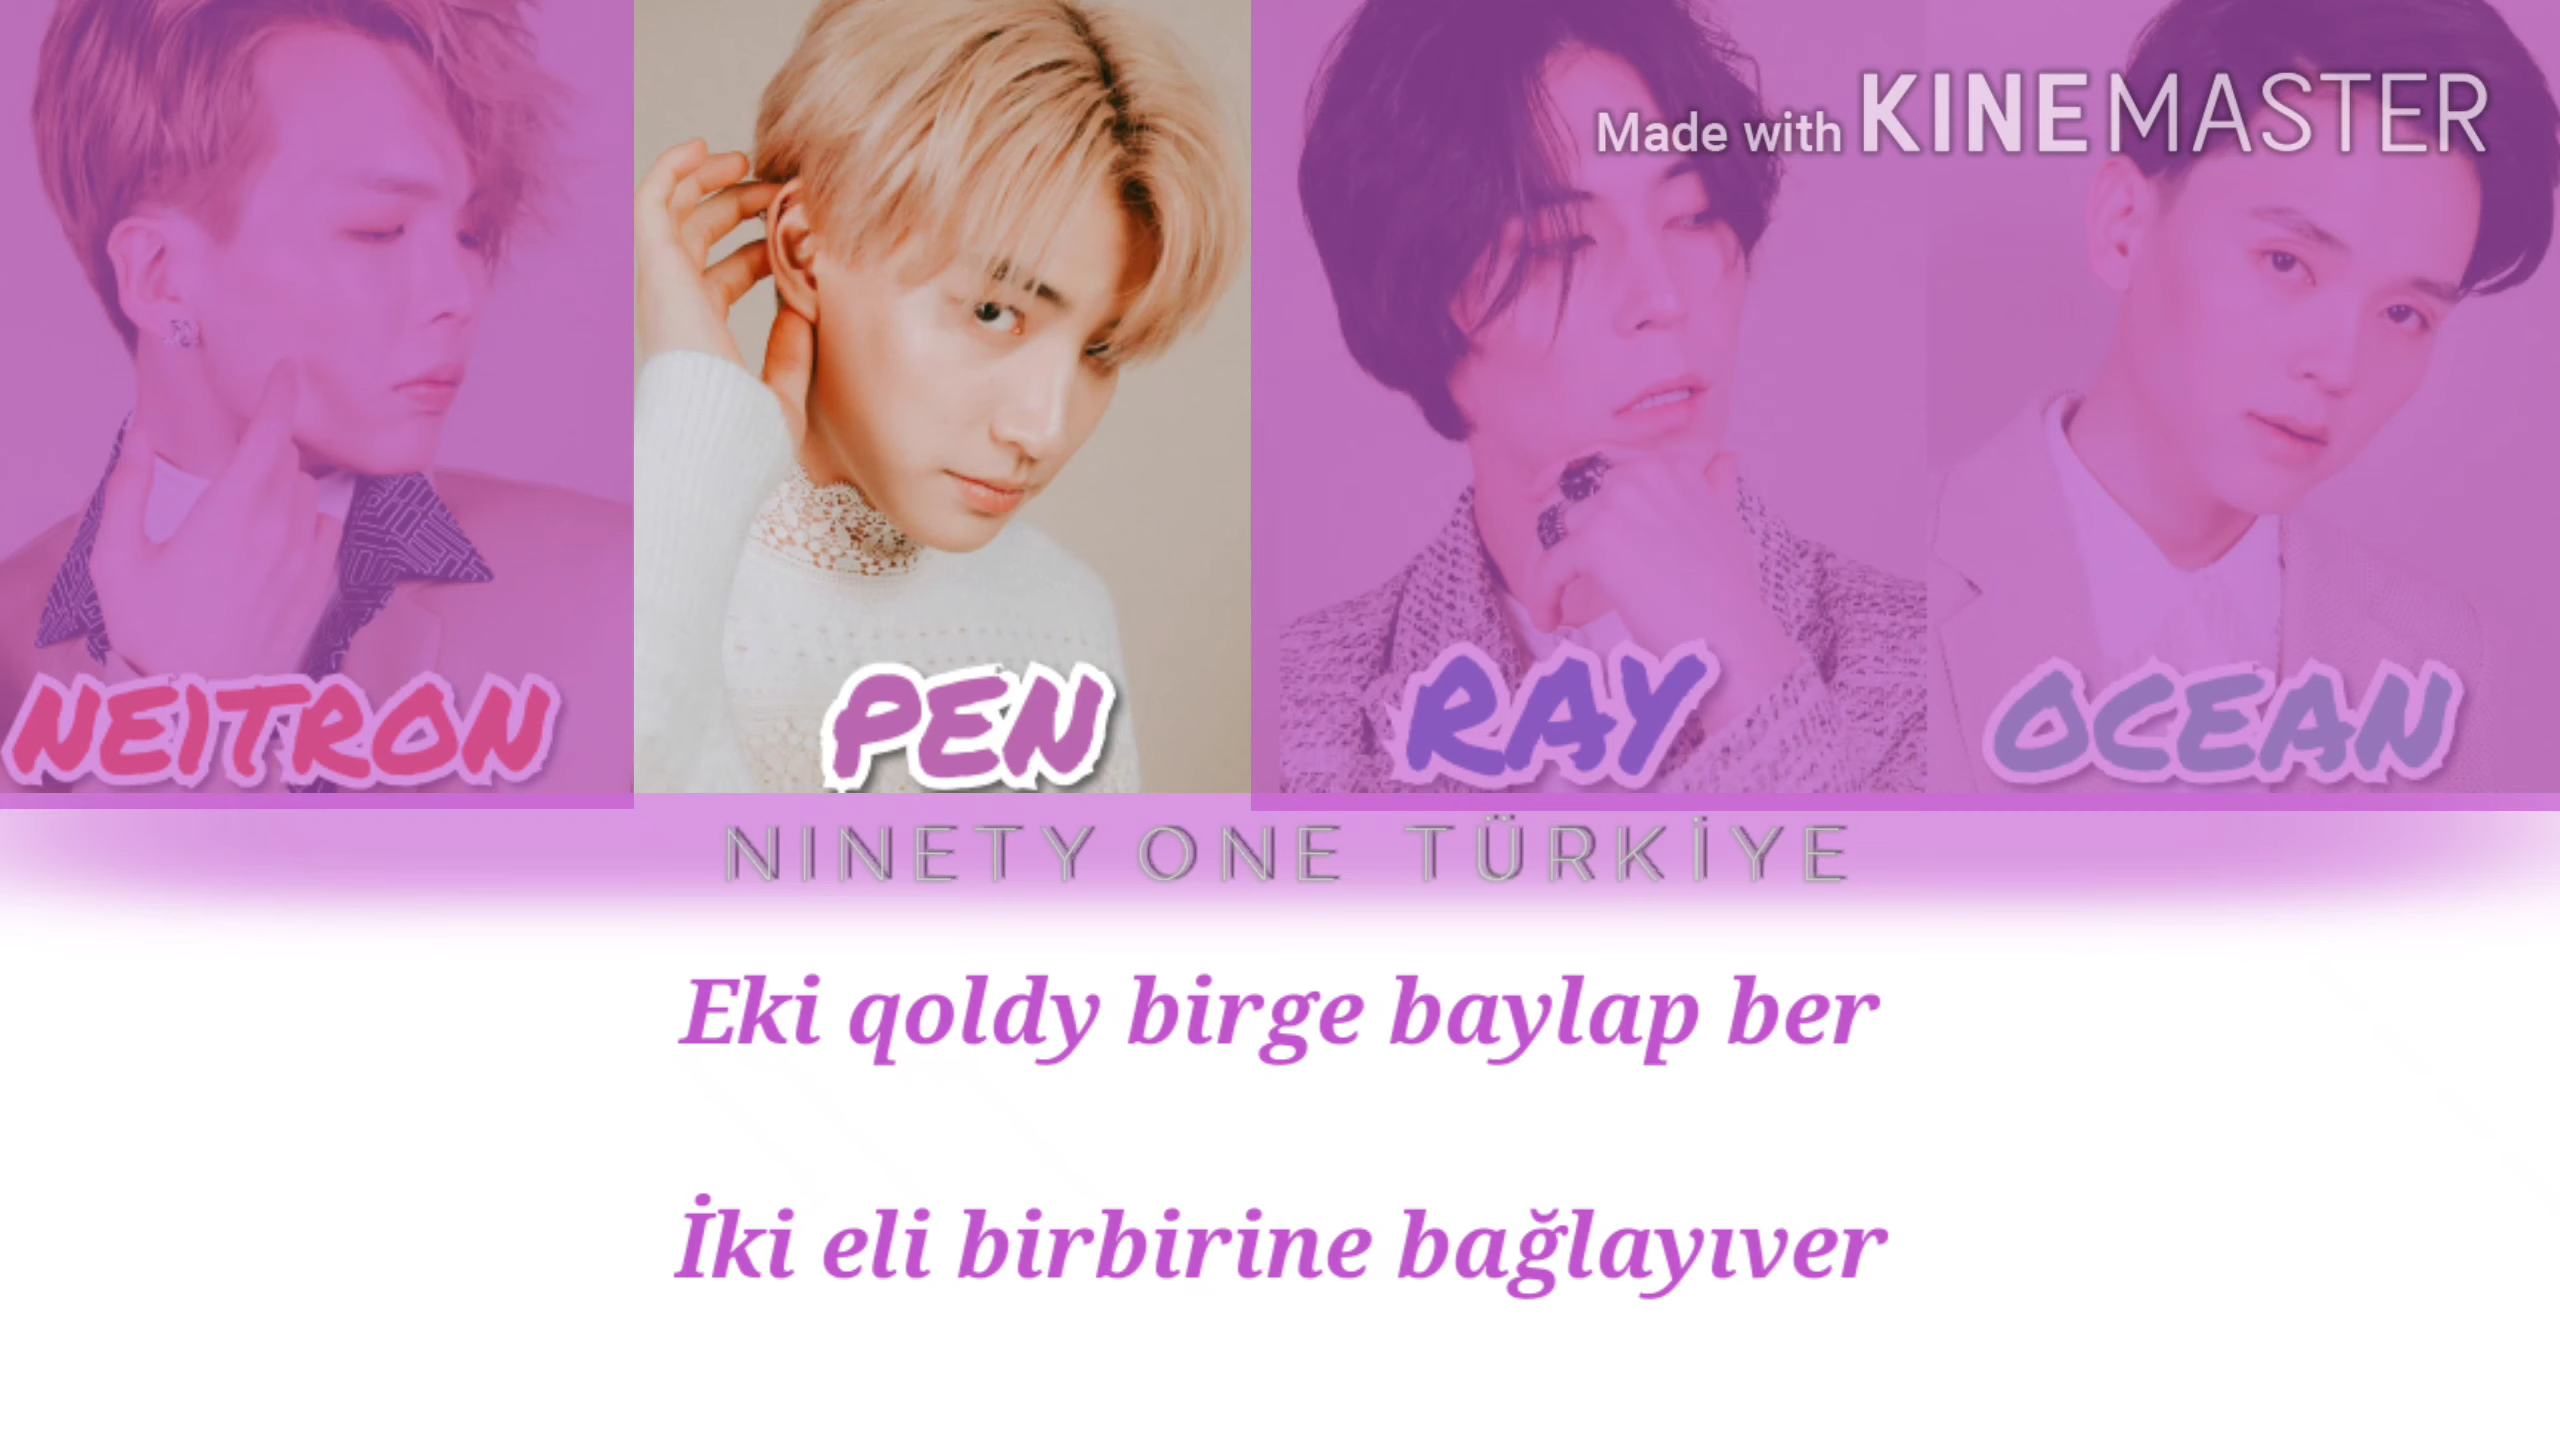 Made with KINEMASTER
NEITRON
PEN
RAY
OCEAN
NINETY ONE TÜRKİYE
Eki qoldy birge baylap ber
İki eli birbirine bağlayıver